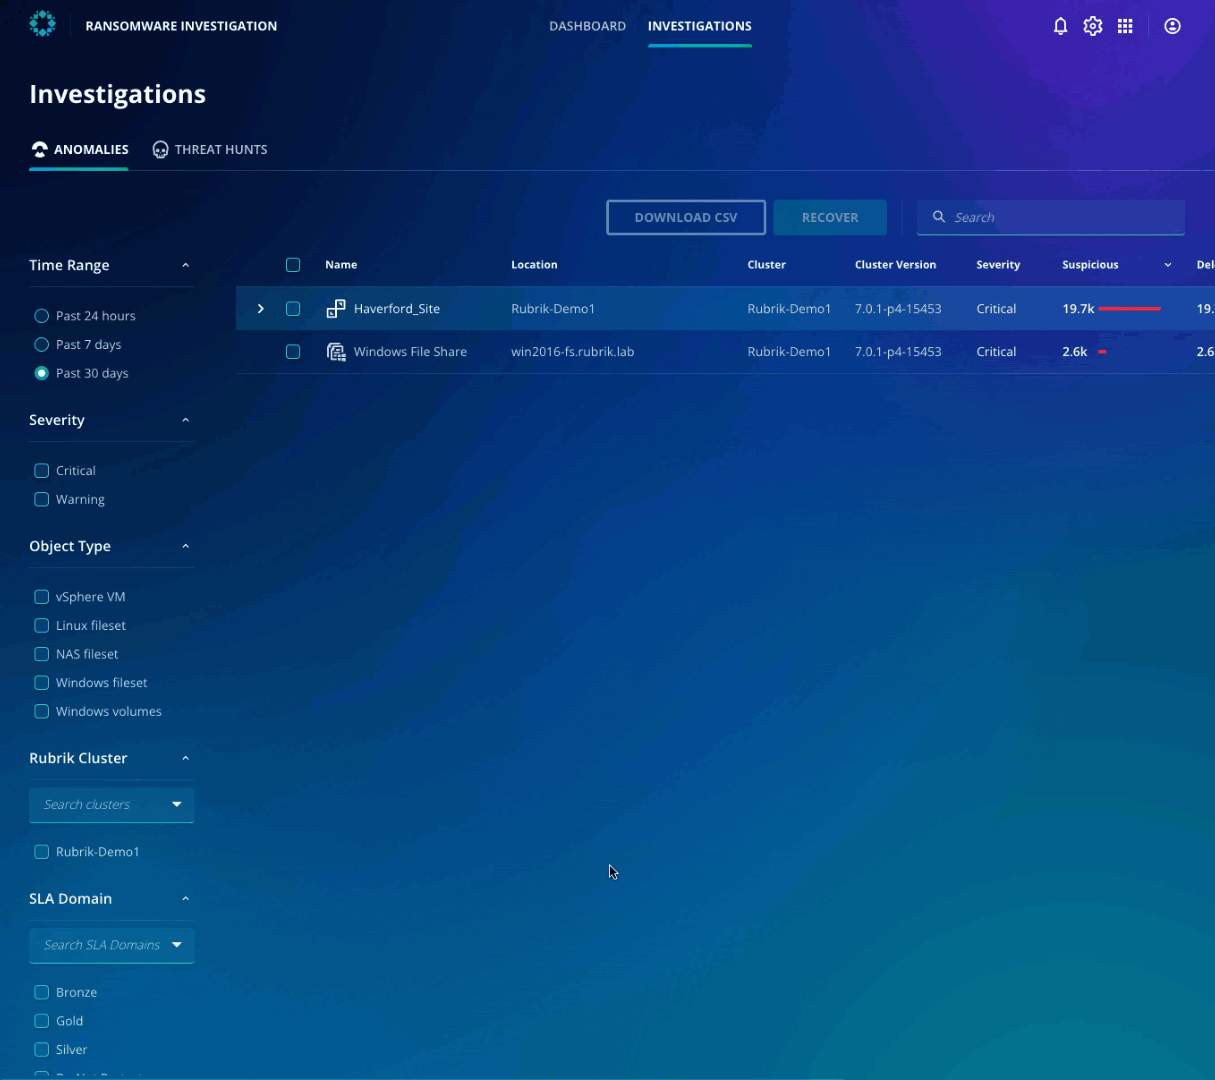 RANSOMWARE INVESTIGATION
DASHBOARD
INVESTIGATIONS
Investigations
ANOMALIES
THREAT HUNTS
DOWNLOAD CSV
RECOVER
Search
Time Range
Past 24 hours
Past 7 days
Past 30 days
Severity
Critical
Warning
Object Type
vSphere VM
Linux fileset
NAS fileset
Windows fileset
Windows volumes
Rubrik Cluster
Search clusters
Rubrik-Demo1
SLA Domain
Search SLA Domains
Bronze
Gold
Silver
Name Location Cluster Cluster Version Severity Suspicious Del
Haverford_Site Rubrik-Demo1 Rubrik-Demo1 7.0.1-p4-15453 Critical 19.7k 19.
Windows File Share win2016-fs.rubrik.lab Rubrik-Demo1 7.0.1-p4-15453 Critical 2.6k 2.6